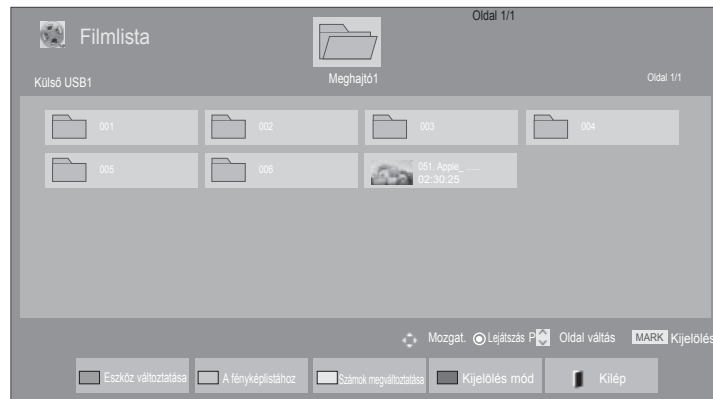 Oldal 1/1
Filmlista
Külső USB1
Meghajtó1
Oldal 1/1
001
002
003
004
005
006
051. Apple_ ......
02:30:25
Mozgat. Lejátszás P Oldal váltás MARK Kijelölés
Eszköz változtatása A fényképlistához Számok megváltoztatása Kijelölés mód Kilép